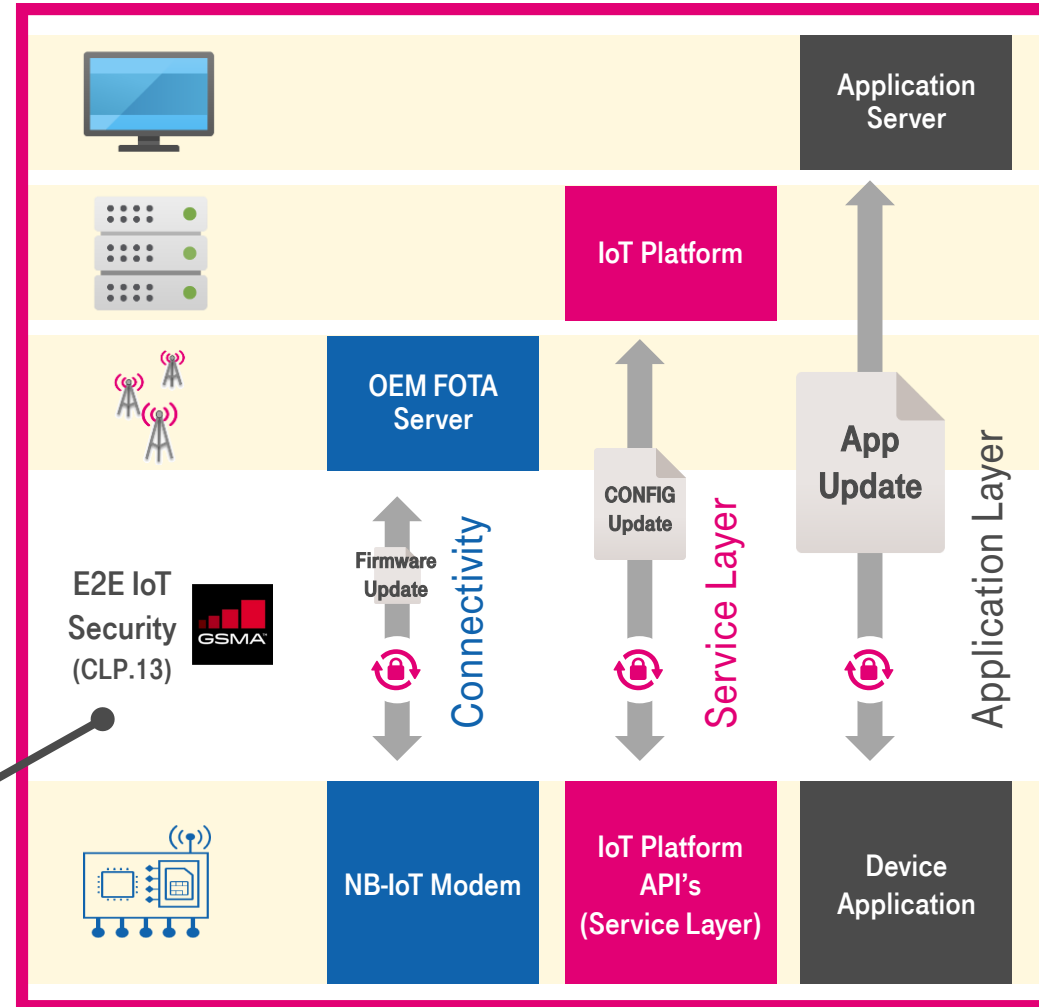 Application
Server
IoT Platform
OEM FOTA
Server
App
Update
CONFIG
Update
Firmware
Update
Connectivity
Service Layer
Application Layer
E2E IoT
Security
(CLP.13)
GSMA™
NB-IoT Modem
IoT Platform
API’s
(Service Layer)
Device
Application